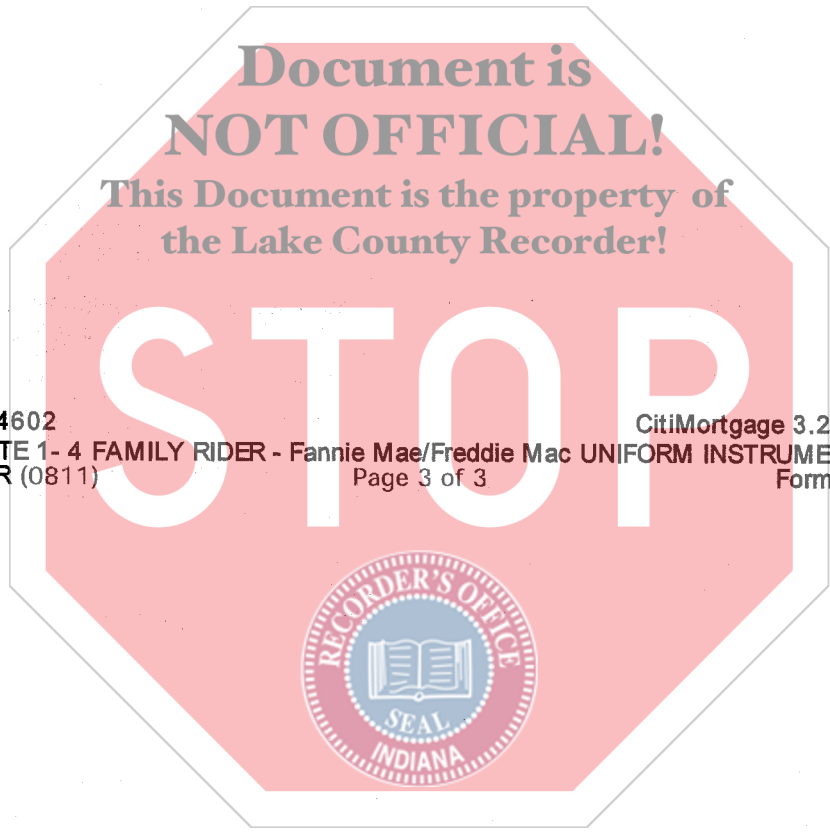 Document is
NOT OFFICIAL!
This Document is the property of
the Lake County Recorder!
STOP
4602 CitiMortgage 3.2
TE 1- 4 FAMILY RIDER - Fannie Mae/Freddie Mac UNIFORM INSTRUME
R (0811) Page 3 of 3 Form
RECORDER'S OFFICE
SEAL
INDIANA